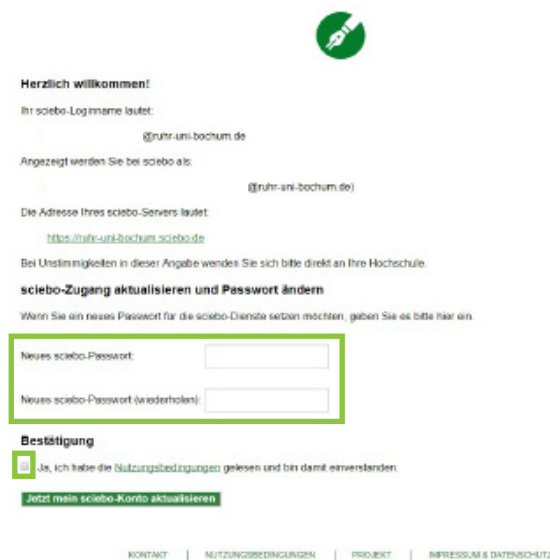 Herzlich willkommen!
Ihr sciebo-Loginname lautet:
@ruhr-uni-bochum.de
Angezeigt werden Sie bei sciebo als:
@ruhr-uni-bochum.de)
Die Adresse Ihres sciebo-Servers lautet:
https://ruhr-uni-bochum.sciebo.de
Bei Unstimmigkeiten in dieser Angabe wenden Sie sich bitte direkt an Ihre Hochschule.
sciebo-Zugang aktualisieren und Passwort ändern
Wenn Sie ein neues Passwort für die sciebo-Dienste setzen möchten, geben Sie es bitte hier ein.
Neues sciebo-Passwort:
Neues sciebo-Passwort (wiederholen):
Bestätigung
Ja, ich habe die Nutzungsbedingungen gelesen und bin damit einverstanden.
Jetzt mein sciebo-Konto aktualisieren
KONTAKT | NUTZUNGSBEDINGUNGEN | PROJEKT | IMPRESSUM & DATENSCHUTZ